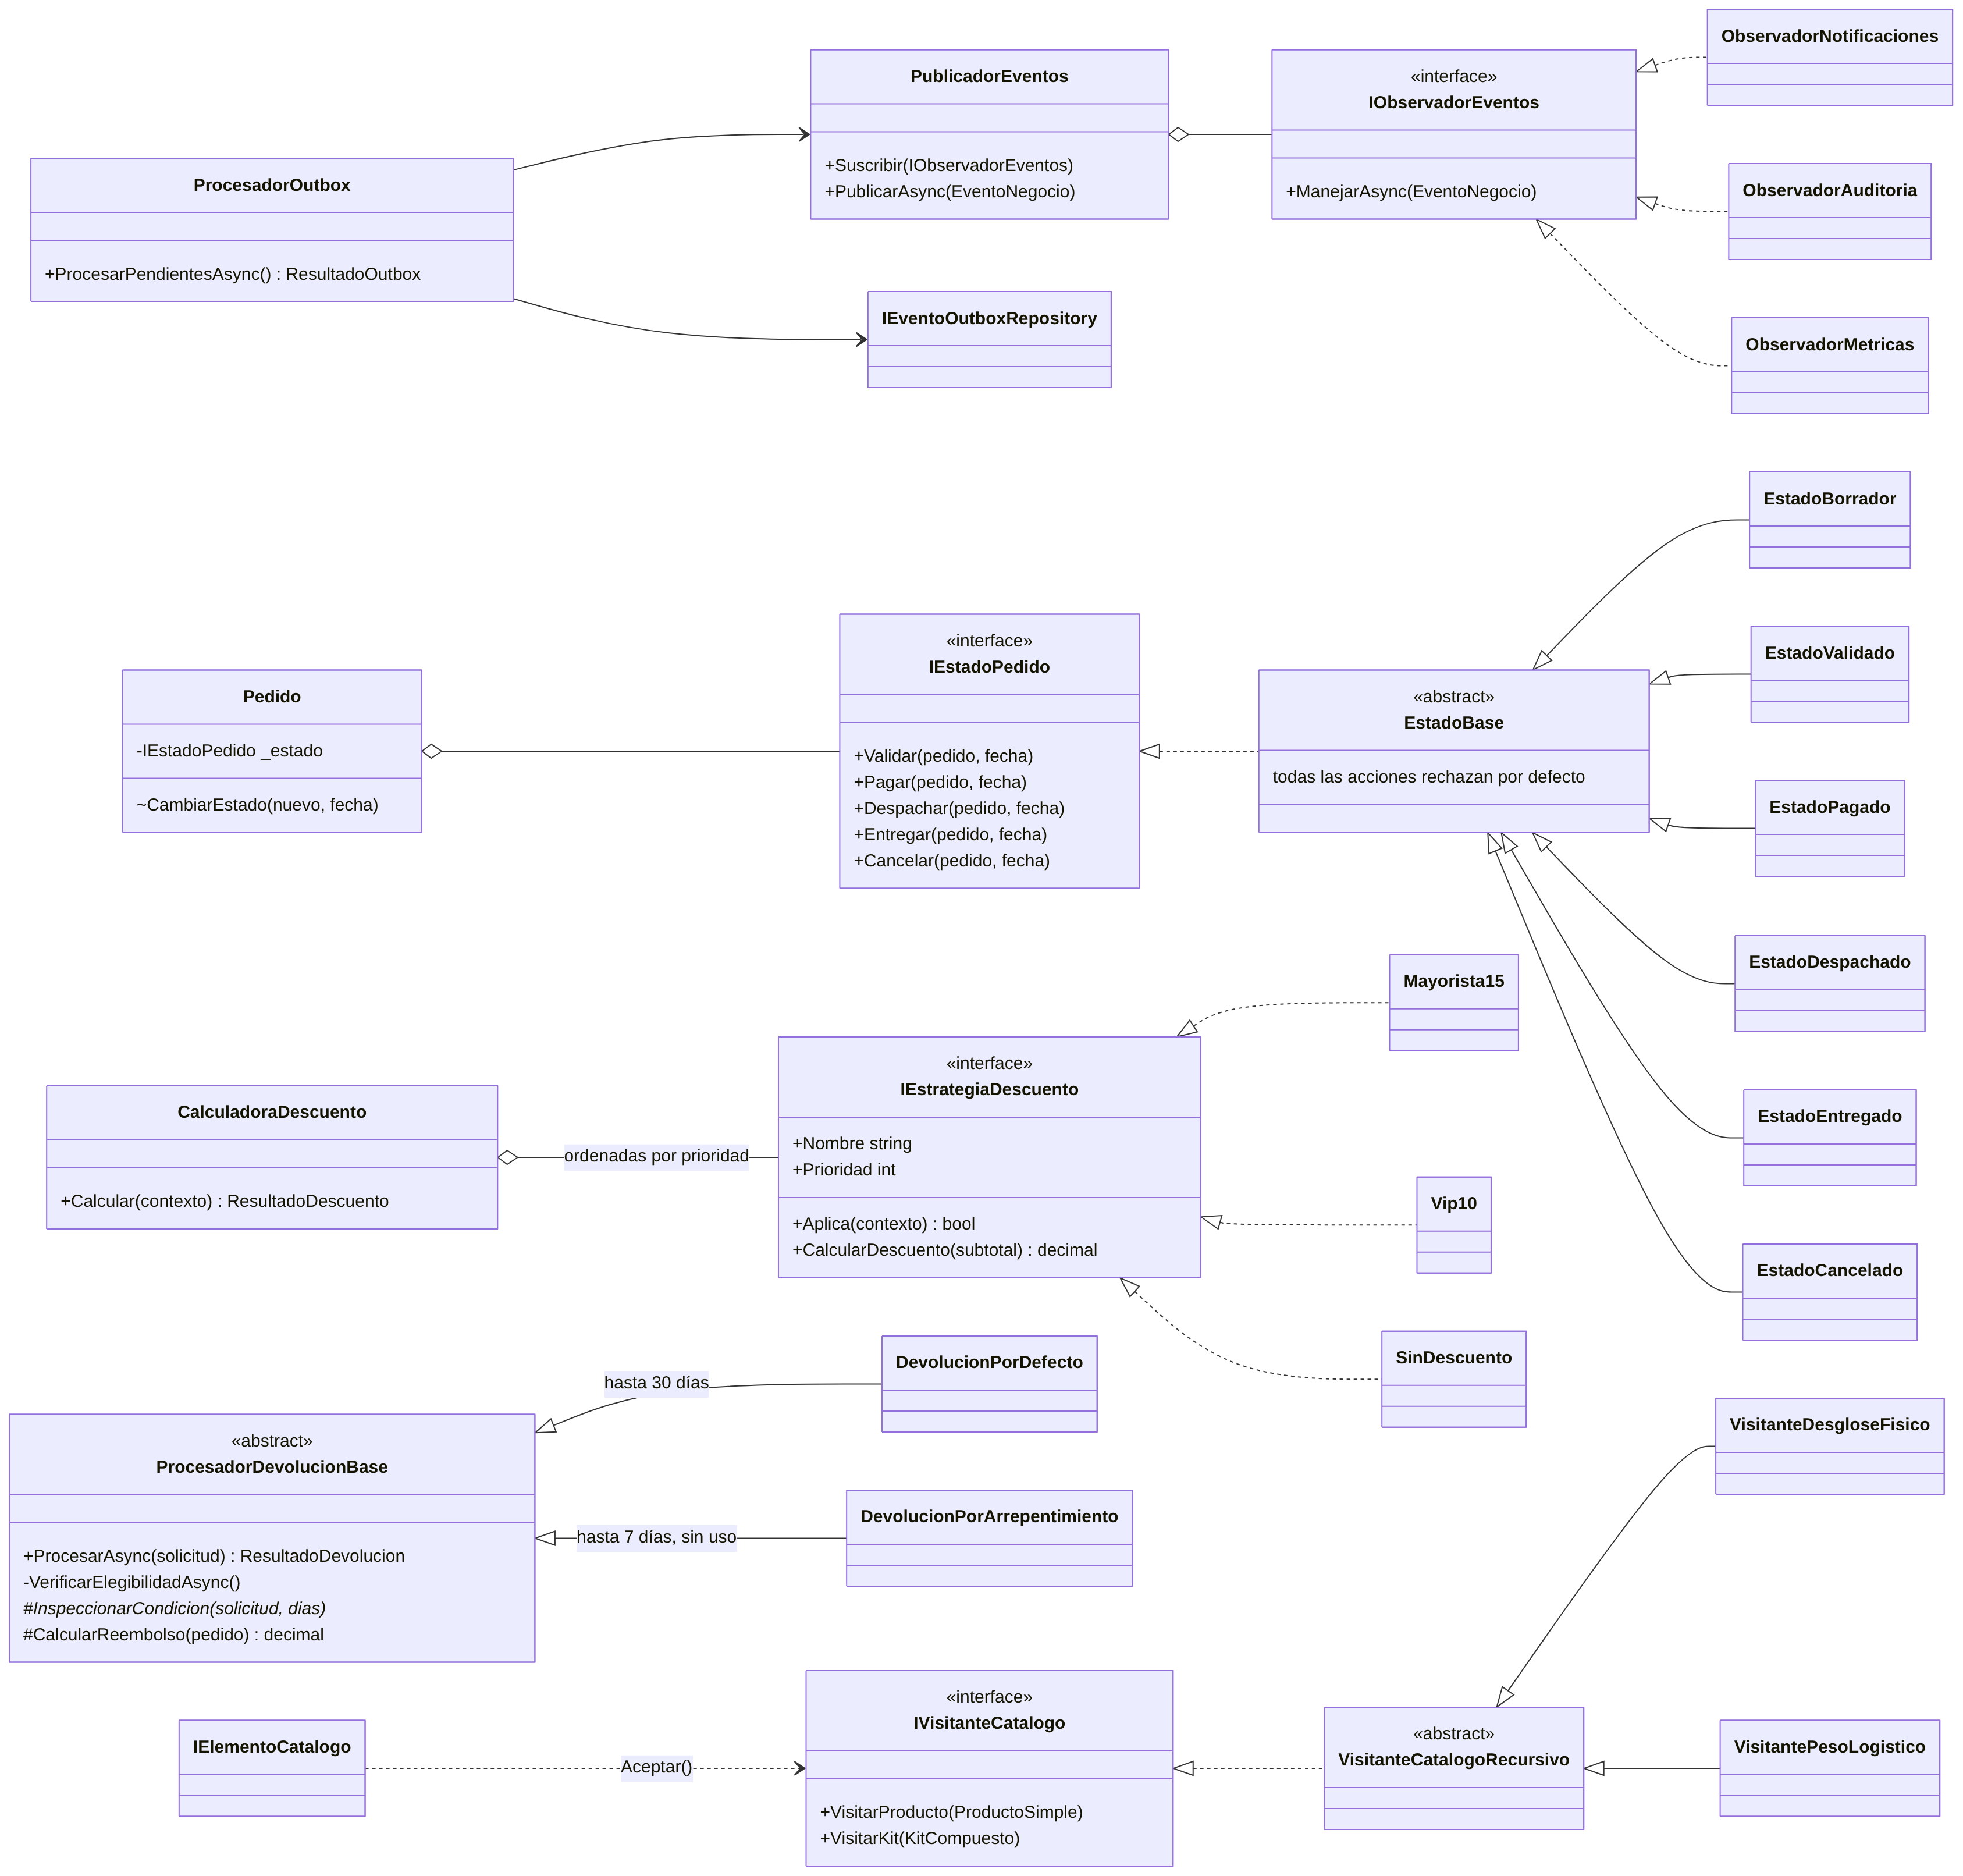 ObservadorNotificaciones
PublicadorEventos
+Suscribir(IObservadorEventos)
+PublicarAsync(EventoNegocio)
«interface»
IObservadorEventos
+ManejarAsync(EventoNegocio)
ProcesadorOutbox
+ProcesarPendientesAsync() : ResultadoOutbox
ObservadorAuditoria
IEventoOutboxRepository
ObservadorMetricas
EstadoBorrador
Pedido
-IEstadoPedido _estado
~CambiarEstado(nuevo, fecha)
«interface»
IEstadoPedido
+Validar(pedido, fecha)
+Pagar(pedido, fecha)
+Despachar(pedido, fecha)
+Entregar(pedido, fecha)
+Cancelar(pedido, fecha)
«abstract»
EstadoBase
todas las acciones rechazan por defecto
EstadoValidado
EstadoPagado
EstadoDespachado
EstadoEntregado
EstadoCancelado
CalculadoraDescuento
+Calcular(contexto) : ResultadoDescuento
ordenadas por prioridad
«interface»
IEstrategiaDescuento
+Nombre string
+Prioridad int
+Aplica(contexto) : bool
+CalcularDescuento(subtotal) : decimal
Mayorista15
Vip10
SinDescuento
«abstract»
ProcesadorDevolucionBase
+ProcesarAsync(solicitud) : ResultadoDevolucion
-VerificarElegibilidadAsync()
#InspeccionarCondicion(solicitud, dias)
#CalcularReembolso(pedido) : decimal
hasta 30 días
DevolucionPorDefecto
hasta 7 días, sin uso
DevolucionPorArrepentimiento
VisitanteDesgloseFisico
IElementoCatalogo
Aceptar()
«interface»
IVisitanteCatalogo
+VisitarProducto(ProductoSimple)
+VisitarKit(KitCompuesto)
«abstract»
VisitanteCatalogoRecursivo
VisitantePesoLogistico